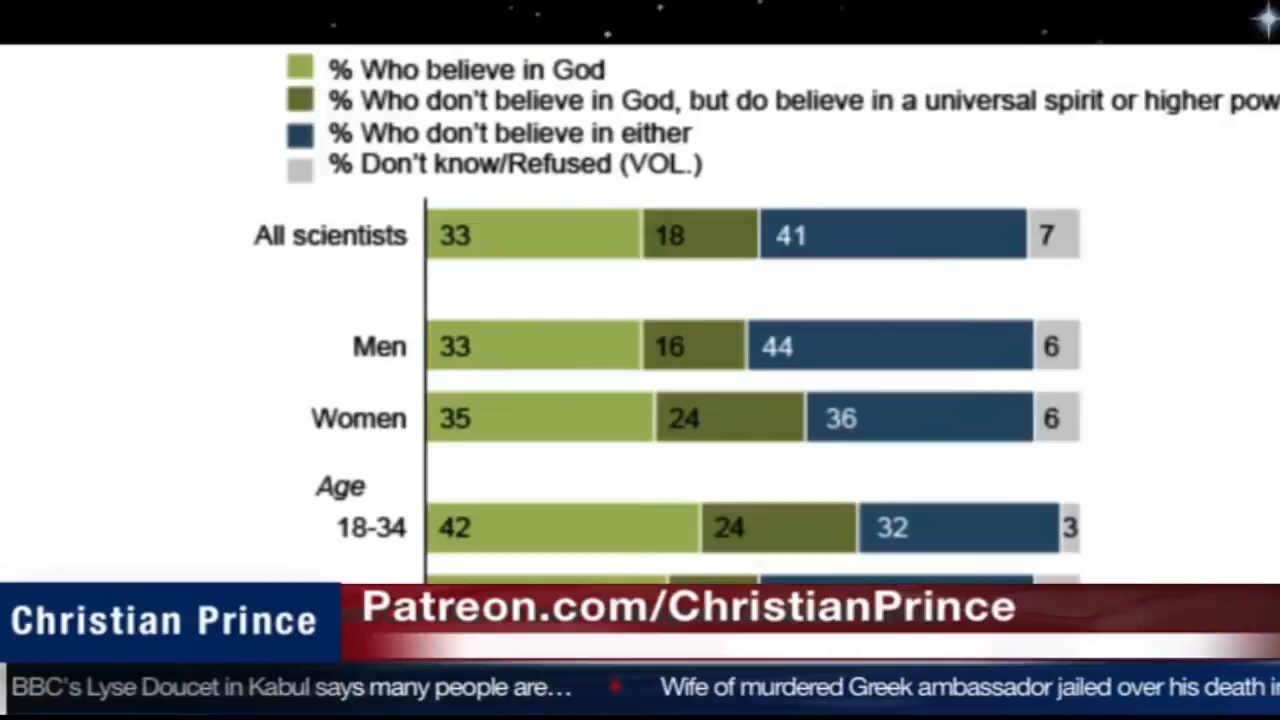 % Who believe in God
% Who don't believe in God, but do believe in a universal spirit or higher pow
% Who don't believe in either
% Don't know/Refused (VOL.)
All scientists 33 18 41 7
Men 33 16 44 6
Women 35 24 36 6
Age
18-34 42 24 32 3
Christian Prince
Patreon.com/ChristianPrince
BBC's Lyse Doucet in Kabul says many people are... Wife of murdered Greek ambassador jailed over his death in